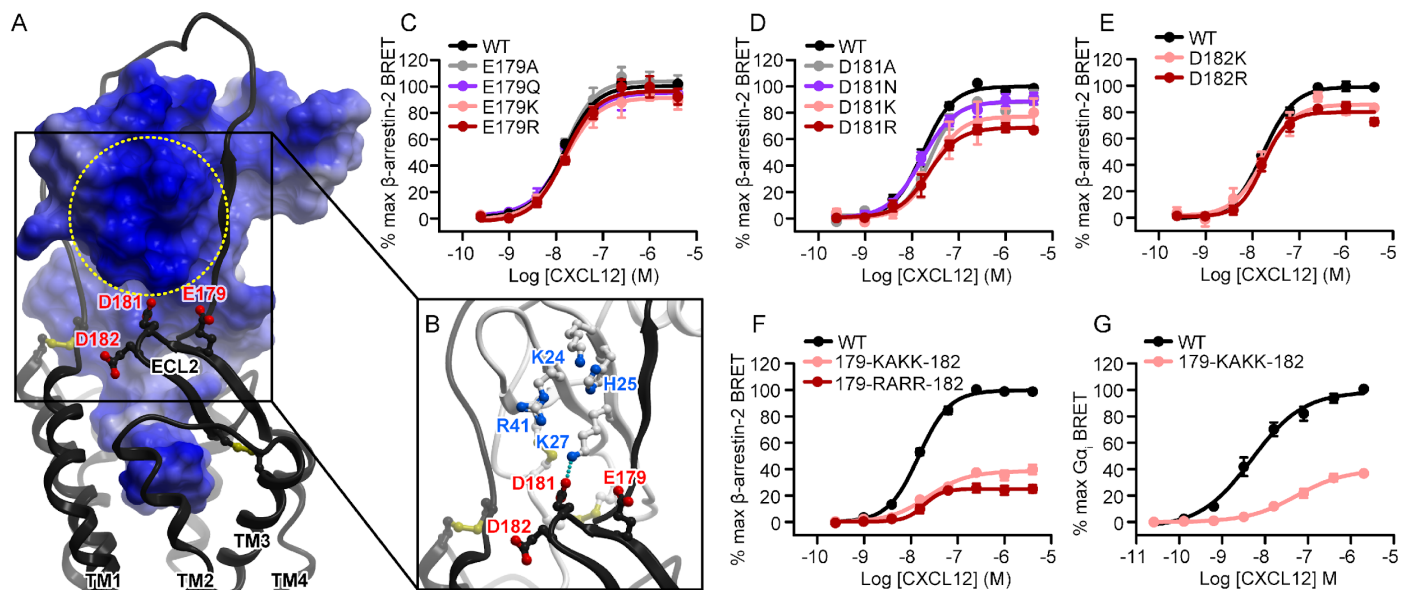 A
D181
E179
D182
ECL2
TM3
TM1
TM2
TM4
B
K24
H25
R41
K27
D181
E179
D182
C
WT
E179A
E179Q
E179K
E179R
% max β-arrestin-2 BRET
120
100
80
60
40
20
0
-10
-9
-8
-7
-6
-5
Log [CXCL12] (M)
D
WT
D181A
D181N
D181K
D181R
% max β-arrestin-2 BRET
120
100
80
60
40
20
0
-10
-9
-8
-7
-6
-5
Log [CXCL12] (M)
E
WT
D182K
D182R
% max β-arrestin-2 BRET
120
100
80
60
40
20
0
-10
-9
-8
-7
-6
-5
Log [CXCL12] (M)
F
WT
179-KAKK-182
179-RARR-182
% max β-arrestin-2 BRET
120
100
80
60
40
20
0
-10
-9
-8
-7
-6
-5
Log [CXCL12] (M)
G
WT
179-KAKK-182
% max Gαi BRET
120
100
80
60
40
20
0
-11
-10
-9
-8
-7
-6
-5
Log [CXCL12] M